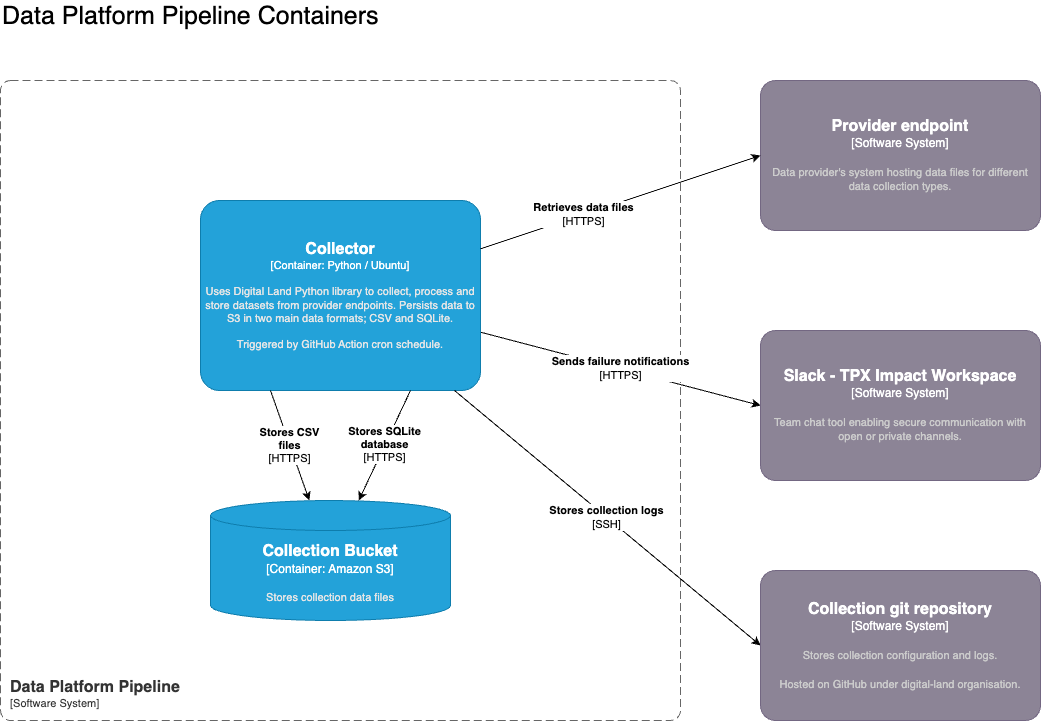 Data Platform Pipeline Containers
Provider endpoint
[Software System]
Data provider's system hosting data files for different
data collection types.
Retrieves data files
[HTTPS]
Collector
[Container: Python / Ubuntu]
Uses Digital Land Python library to collect, process and
store datasets from provider endpoints. Persists data to
S3 in two main data formats; CSV and SQLite.
Triggered by GitHub Action cron schedule.
Sends failure notifications
[HTTPS]
Slack - TPX Impact Workspace
[Software System]
Team chat tool enabling secure communication with
open or private channels.
Stores CSV
files
[HTTPS]
Stores SQLite
database
[HTTPS]
Stores collection logs
[SSH]
Collection Bucket
[Container: Amazon S3]
Stores collection data files
Collection git repository
[Software System]
Stores collection configuration and logs.
Hosted on GitHub under digital-land organisation.
Data Platform Pipeline
[Software System]